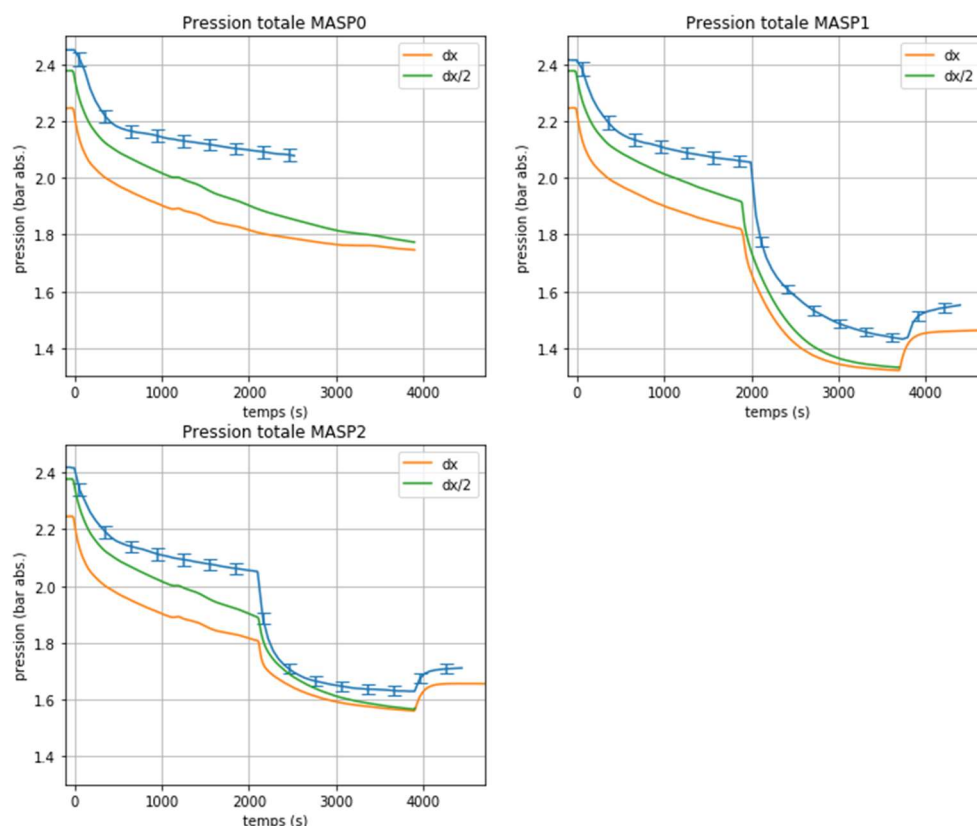 Pression totale MASP0
pression (bar abs.)
2.4
2.2
2.0
1.8
1.6
1.4
dx
dx/2
0 1000 2000 3000 4000
temps (s)
Pression totale MASP1
pression (bar abs.)
2.4
2.2
2.0
1.8
1.6
1.4
dx
dx/2
0 1000 2000 3000 4000
temps (s)
Pression totale MASP2
pression (bar abs.)
2.4
2.2
2.0
1.8
1.6
1.4
dx
dx/2
0 1000 2000 3000 4000
temps (s)